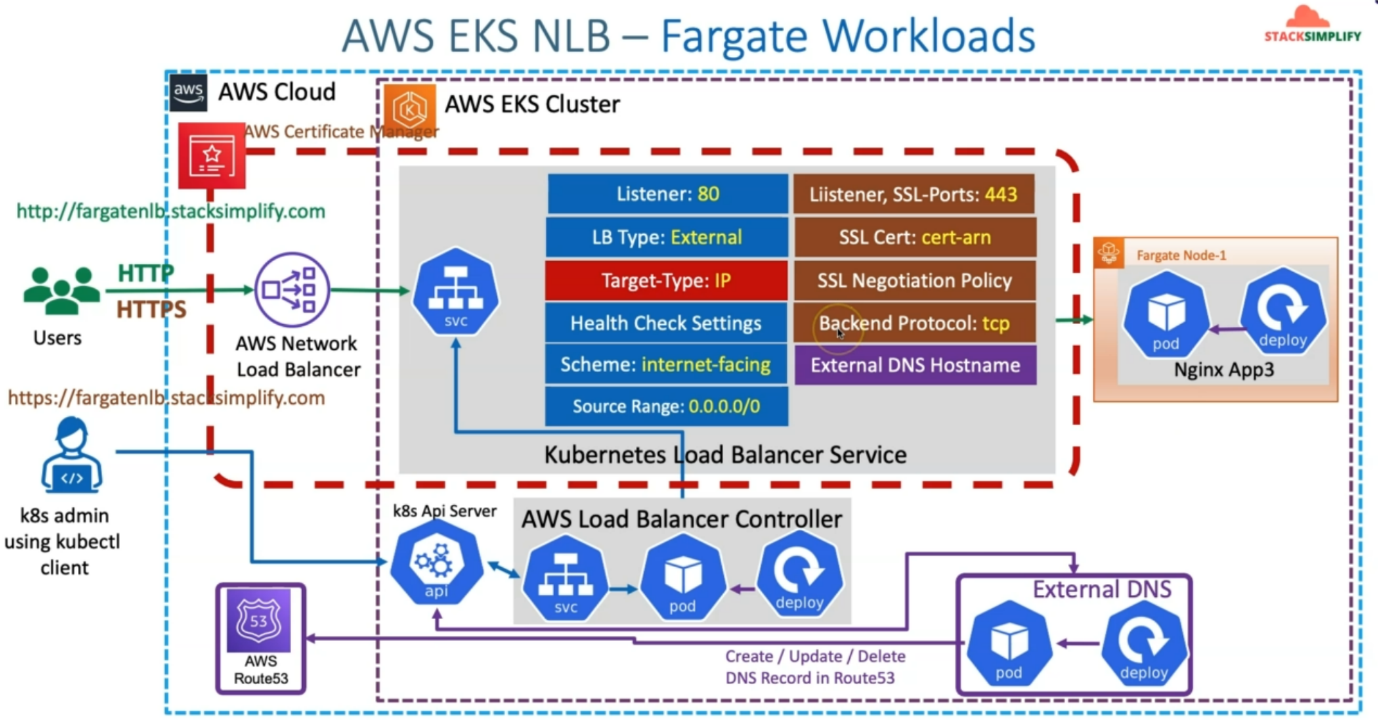 AWS EKS NLB – Fargate Workloads
STACKSIMPLIFY
aws
AWS Cloud
AWS EKS Cluster
AWS Certificate Manager
http://fargatenlb.stacksimplify.com
HTTP
HTTPS
Users
AWS Network
Load Balancer
https://fargatenlb.stacksimplify.com
svc
Listener: 80
LB Type: External
Target-Type: IP
Health Check Settings
Scheme: internet-facing
Source Range: 0.0.0.0/0
Liistener, SSL-Ports: 443
SSL Cert: cert-arn
SSL Negotiation Policy
Backend Protocol: tcp
External DNS Hostname
Kubernetes Load Balancer Service
Fargate Node-1
pod
deploy
Nginx App3
k8s admin
using kubectl
client
k8s Api Server
api
AWS Load Balancer Controller
svc
pod
deploy
External DNS
pod
deploy
53
AWS
Route53
Create / Update / Delete
DNS Record in Route53